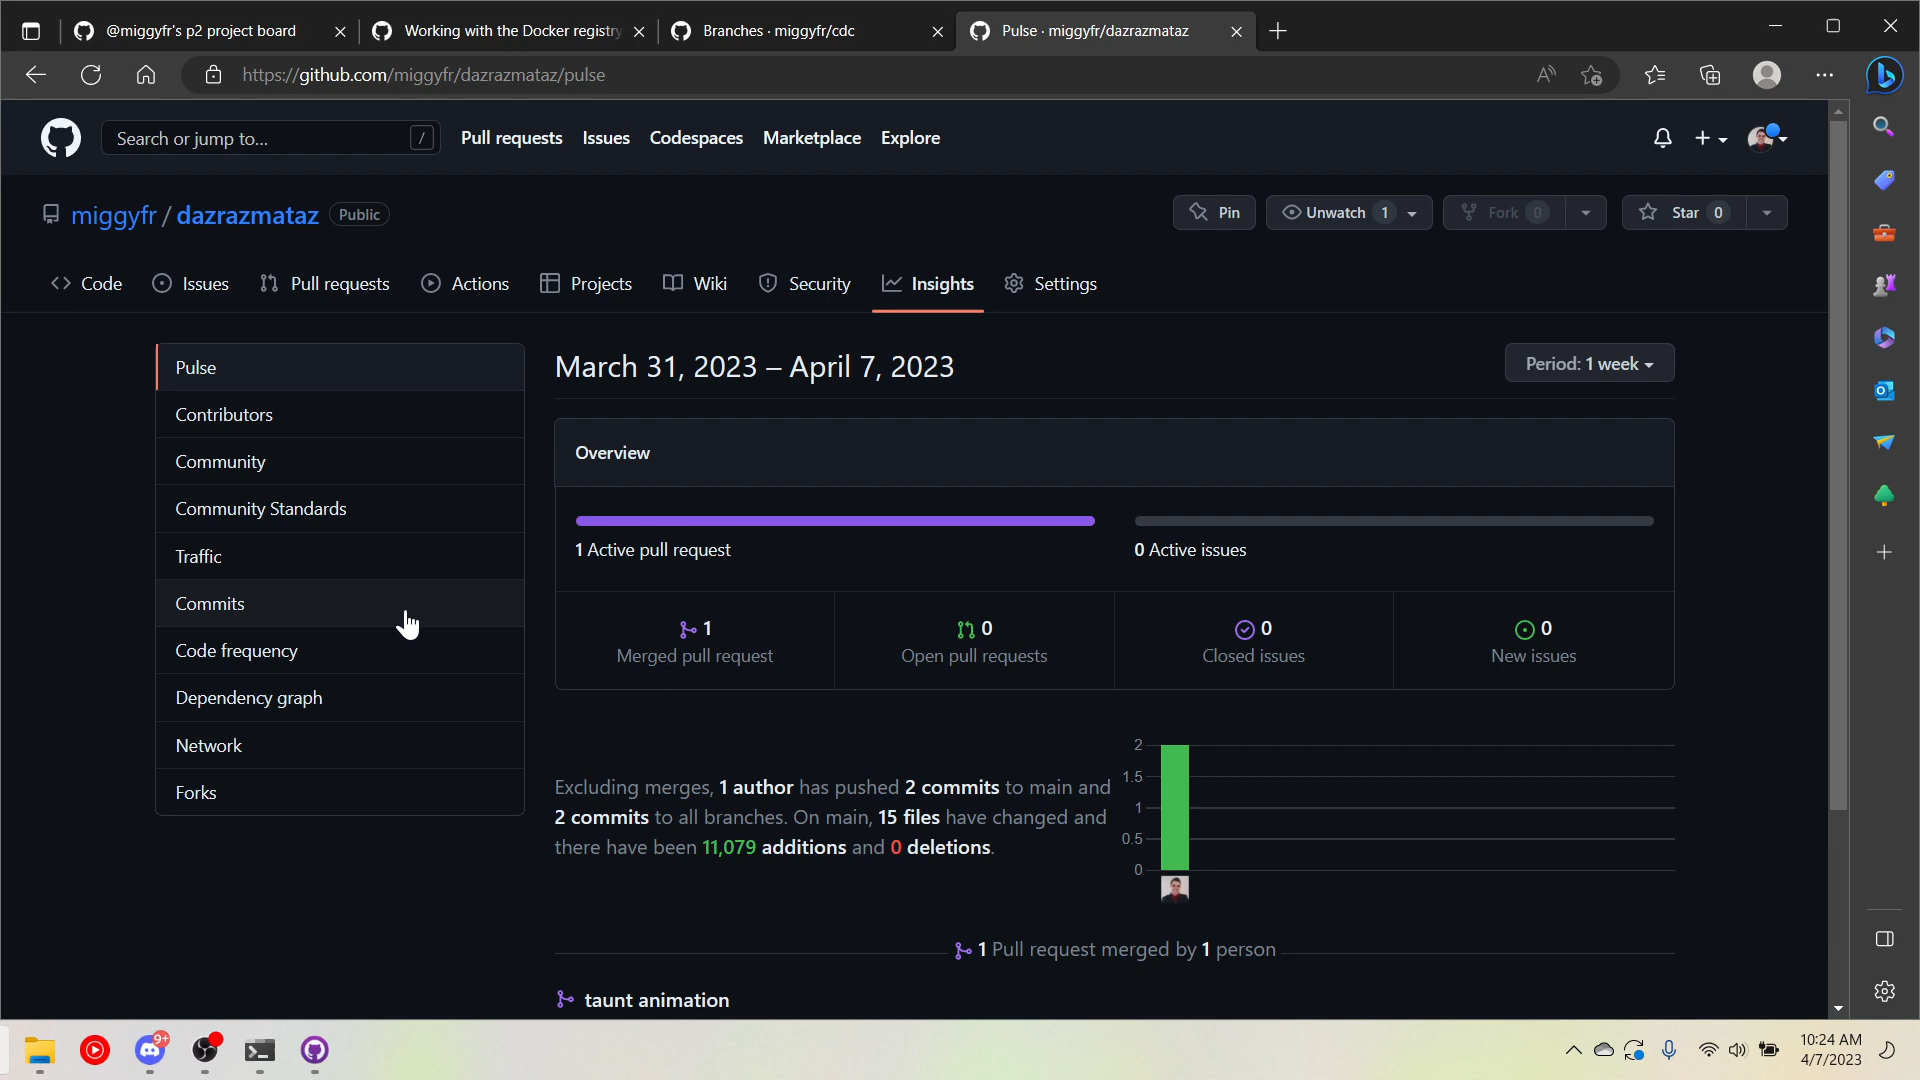 @miggyfr's p2 project board
Working with the Docker registry
Branches · miggyfr/cdc
Pulse · miggyfr/dazrazmataz
https://github.com/miggyfr/dazrazmataz/pulse
Search or jump to... /
Pull requests Issues Codespaces Marketplace Explore
miggyfr / dazrazmataz Public
Pin
Unwatch 1
Fork 0
Star 0
Code Issues Pull requests Actions Projects Wiki Security Insights Settings
Pulse
Contributors
Community
Community Standards
Traffic
Commits
Code frequency
Dependency graph
Network
Forks
March 31, 2023 – April 7, 2023
Period: 1 week
Overview
1 Active pull request
0 Active issues
1
Merged pull request
0
Open pull requests
0
Closed issues
0
New issues
Excluding merges, 1 author has pushed 2 commits to main and
2 commits to all branches. On main, 15 files have changed and
there have been 11,079 additions and 0 deletions.
2
1.5
1
0.5
0
1 Pull request merged by 1 person
taunt animation
9+
10:24 AM
4/7/2023